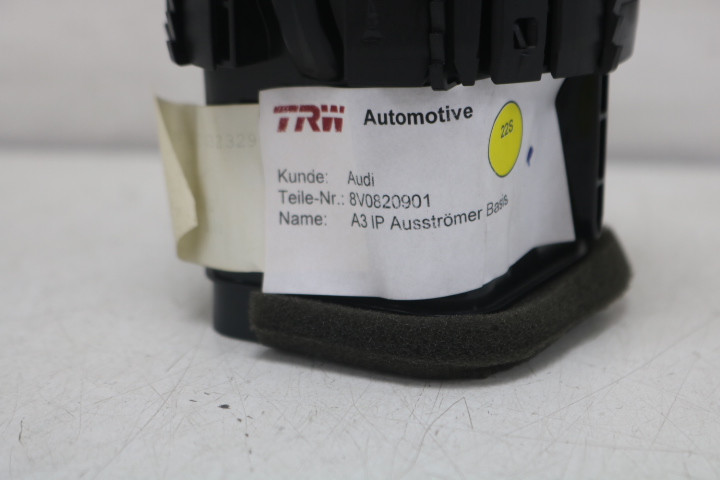 TRW Automotive
22S
Kunde: Audi
Teile-Nr.: 8V0820901
Name: A3 IP Ausströmer Basis